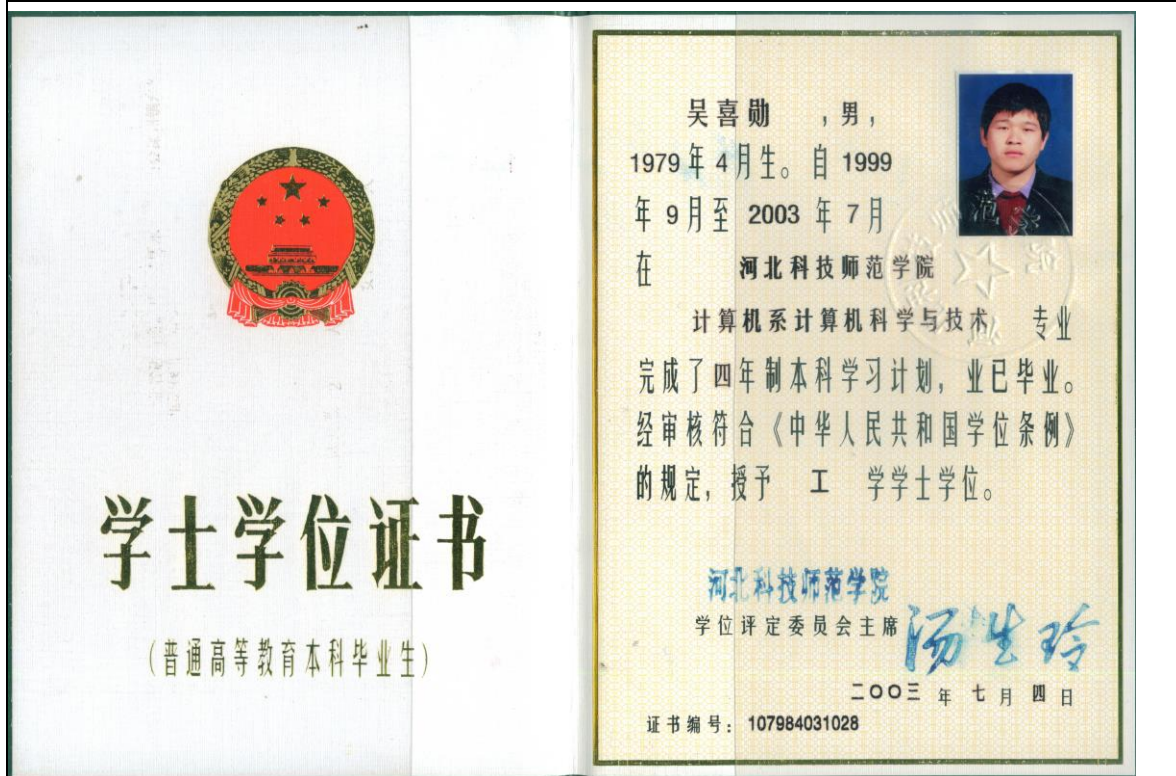 学士学位证书
(普通高等教育本科毕业生)
吴喜勋 ,男,
1979年4月生。自1999
年9月至2003年7月
在 河北科技师范学院
计算机系计算机科学与技术 专业
完成了四年制本科学习计划,业已毕业。
经审核符合《中华人民共和国学位条例》
的规定,授予 工 学学士学位。
河北科技师范学院
学位评定委员会主席 汤生玲
二〇〇三年七月四日
证书编号:107984031028